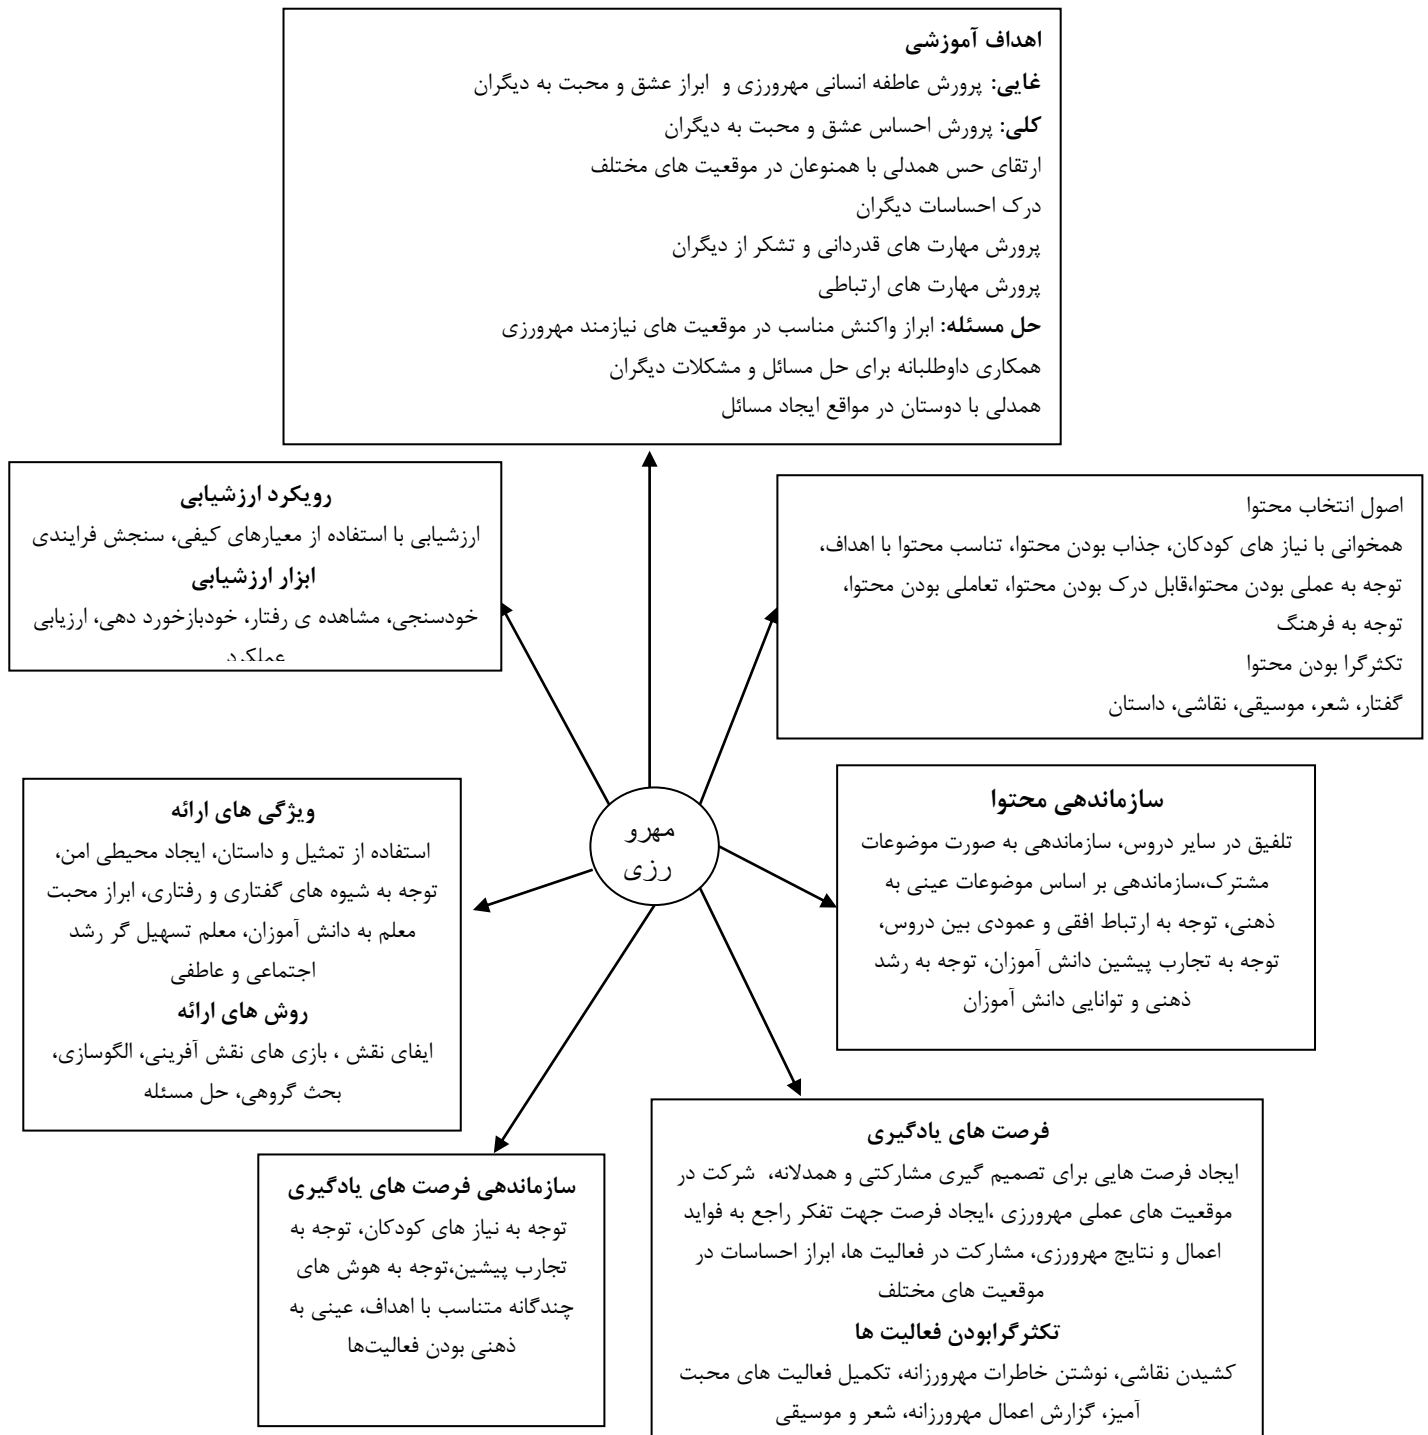 اهداف آموزشی
غایی: پرورش عاطفه انسانی مهرورزی و ابراز عشق و محبت به دیگران
کلی: پرورش احساس عشق و محبت به دیگران
ارتقای حس همدلی با همنوعان در موقعیت های مختلف
درک احساسات دیگران
پرورش مهارت های قدردانی و تشکر از دیگران
پرورش مهارت های ارتباطی
حل مسئله: ابراز واکنش مناسب در موقعیت های نیازمند مهرورزی
همکاری داوطلبانه برای حل مسائل و مشکلات دیگران
همدلی با دوستان در مواقع ایجاد مسائل
اصول انتخاب محتوا
همخوانی با نیاز های کودکان، جذاب بودن محتوا، تناسب محتوا با اهداف،
توجه به عملی بودن محتوا،قابل درک بودن محتوا، تعاملی بودن محتوا،
توجه به فرهنگ
تکثرگرا بودن محتوا
گفتار، شعر، موسیقی، نقاشی، داستان
رویکرد ارزشیابی
ارزشیابی با استفاده از معیارهای کیفی، سنجش فرایندی
ابزار ارزشیابی
خودسنجی، مشاهده ی رفتار، خودبازخورد دهی، ارزیابی
عملکرد
سازماندهی محتوا
تلفیق در سایر دروس، سازماندهی به صورت موضوعات
مشترک،سازماندهی بر اساس موضوعات عینی به
ذهنی، توجه به ارتباط افقی و عمودی بین دروس،
توجه به تجارب پیشین دانش آموزان، توجه به رشد
ذهنی و توانایی دانش آموزان
مهرو
رزی
ویژگی های ارائه
استفاده از تمثیل و داستان، ایجاد محیطی امن،
توجه به شیوه های گفتاری و رفتاری، ابراز محبت
معلم به دانش آموزان، معلم تسهیل گر رشد
اجتماعی و عاطفی
روش های ارائه
ایفای نقش ، بازی های نقش آفرینی، الگوسازی،
بحث گروهی، حل مسئله
فرصت های یادگیری
ایجاد فرصت هایی برای تصمیم گیری مشارکتی و همدلانه، شرکت در
موقعیت های عملی مهرورزی ،ایجاد فرصت جهت تفکر راجع به فواید
اعمال و نتایج مهرورزی، مشارکت در فعالیت ها، ابراز احساسات در
موقعیت های مختلف
تکثرگرابودن فعالیت ها
کشیدن نقاشی، نوشتن خاطرات مهرورزانه، تکمیل فعالیت های محبت
آمیز، گزارش اعمال مهرورزانه، شعر و موسیقی
سازماندهی فرصت های یادگیری
توجه به نیاز های کودکان، توجه به
تجارب پیشین،توجه به هوش های
چندگانه متناسب با اهداف، عینی به
ذهنی بودن فعالیت‌ها